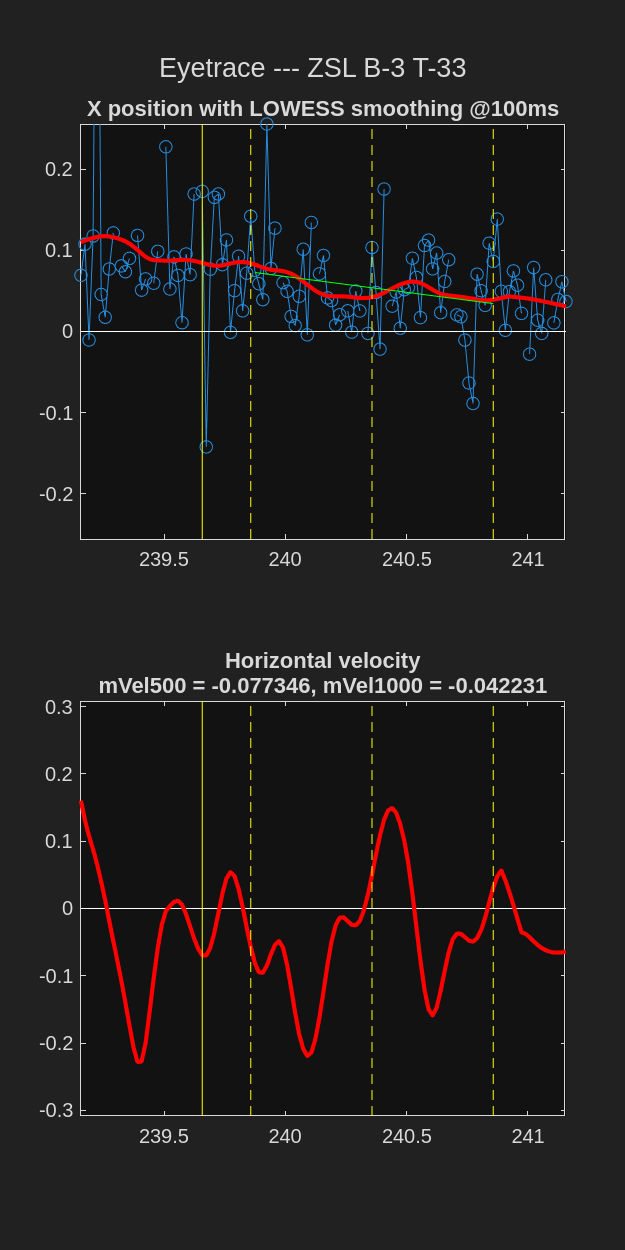 Eyetrace --- ZSL B-3 T-33
X position with LOWESS smoothing @100ms
0.2
0.1
0
-0.1
-0.2
239.5 240 240.5 241
Horizontal velocity
mVel500 = -0.077346, mVel1000 = -0.042231
0.3
0.2
0.1
0
-0.1
-0.2
-0.3
239.5 240 240.5 241